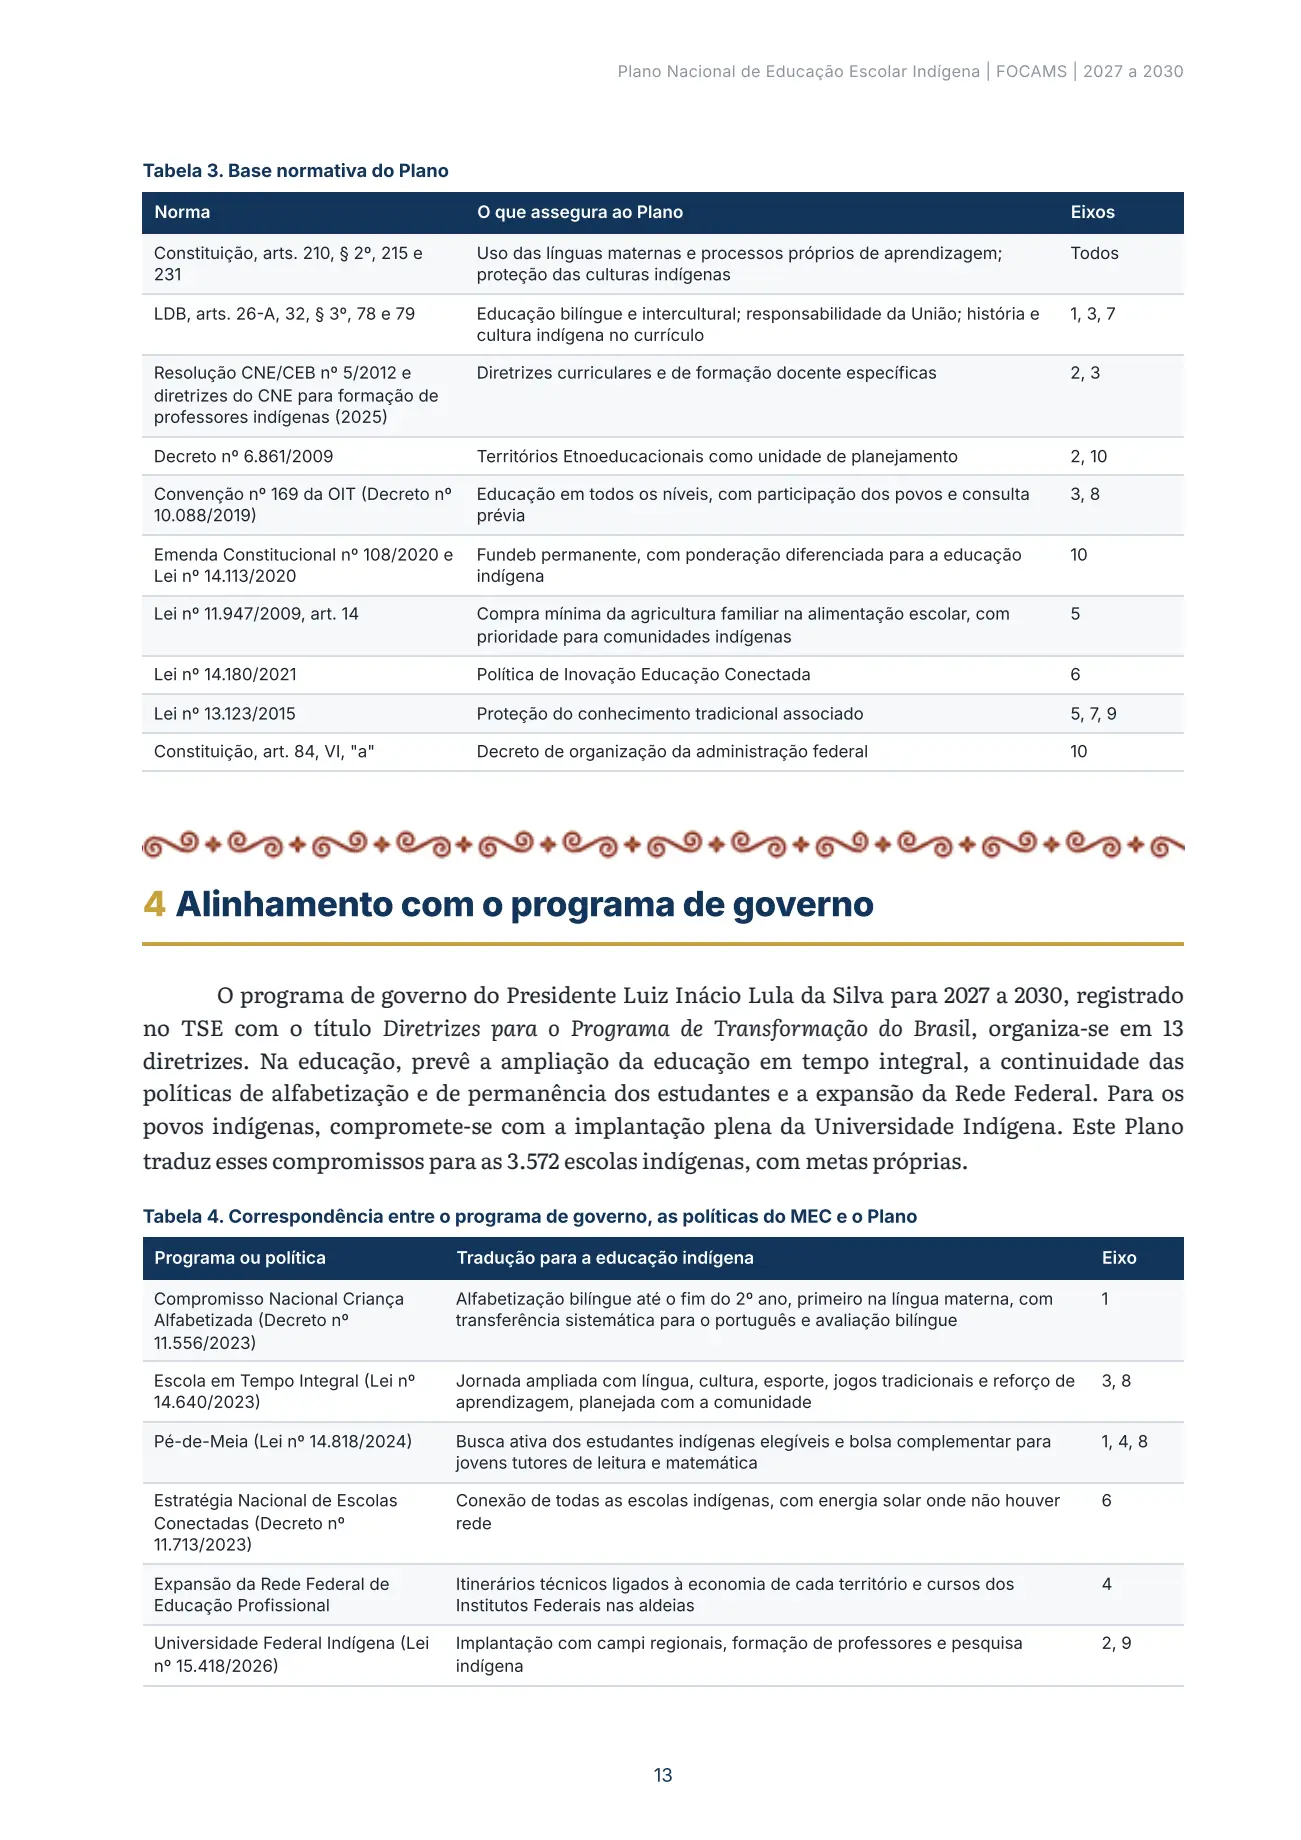 Plano Nacional de Educação Escolar Indígena | FOCAMS | 2027 a 2030
Tabela 3. Base normativa do Plano
Norma
O que assegura ao Plano
Eixos
Constituição, arts. 210, § 2º, 215 e
231
Uso das línguas maternas e processos próprios de aprendizagem;
proteção das culturas indígenas
Todos
LDB, arts. 26-A, 32, § 3º, 78 e 79
Educação bilíngue e intercultural; responsabilidade da União; história e
cultura indígena no currículo
1, 3, 7
Resolução CNE/CEB nº 5/2012 e
diretrizes do CNE para formação de
professores indígenas (2025)
Diretrizes curriculares e de formação docente específicas
2, 3
Decreto nº 6.861/2009
Territórios Etnoeducacionais como unidade de planejamento
2, 10
Convenção nº 169 da OIT (Decreto nº
10.088/2019)
Educação em todos os níveis, com participação dos povos e consulta
prévia
3, 8
Emenda Constitucional nº 108/2020 e
Lei nº 14.113/2020
Fundeb permanente, com ponderação diferenciada para a educação
indígena
10
Lei nº 11.947/2009, art. 14
Compra mínima da agricultura familiar na alimentação escolar, com
prioridade para comunidades indígenas
5
Lei nº 14.180/2021
Política de Inovação Educação Conectada
6
Lei nº 13.123/2015
Proteção do conhecimento tradicional associado
5, 7, 9
Constituição, art. 84, VI, "a"
Decreto de organização da administração federal
10
4 Alinhamento com o programa de governo
O programa de governo do Presidente Luiz Inácio Lula da Silva para 2027 a 2030, registrado
no TSE com o título Diretrizes para o Programa de Transformação do Brasil, organiza-se em 13
diretrizes. Na educação, prevê a ampliação da educação em tempo integral, a continuidade das
políticas de alfabetização e de permanência dos estudantes e a expansão da Rede Federal. Para os
povos indígenas, compromete-se com a implantação plena da Universidade Indígena. Este Plano
traduz esses compromissos para as 3.572 escolas indígenas, com metas próprias.
Tabela 4. Correspondência entre o programa de governo, as políticas do MEC e o Plano
Programa ou política
Tradução para a educação indígena
Eixo
Compromisso Nacional Criança
Alfabetizada (Decreto nº
11.556/2023)
Alfabetização bilíngue até o fim do 2º ano, primeiro na língua materna, com
transferência sistemática para o português e avaliação bilíngue
1
Escola em Tempo Integral (Lei nº
14.640/2023)
Jornada ampliada com língua, cultura, esporte, jogos tradicionais e reforço de
aprendizagem, planejada com a comunidade
3, 8
Pé-de-Meia (Lei nº 14.818/2024)
Busca ativa dos estudantes indígenas elegíveis e bolsa complementar para
jovens tutores de leitura e matemática
1, 4, 8
Estratégia Nacional de Escolas
Conectadas (Decreto nº
11.713/2023)
Conexão de todas as escolas indígenas, com energia solar onde não houver
rede
6
Expansão da Rede Federal de
Educação Profissional
Itinerários técnicos ligados à economia de cada território e cursos dos
Institutos Federais nas aldeias
4
Universidade Federal Indígena (Lei
nº 15.418/2026)
Implantação com campi regionais, formação de professores e pesquisa
indígena
2, 9
13